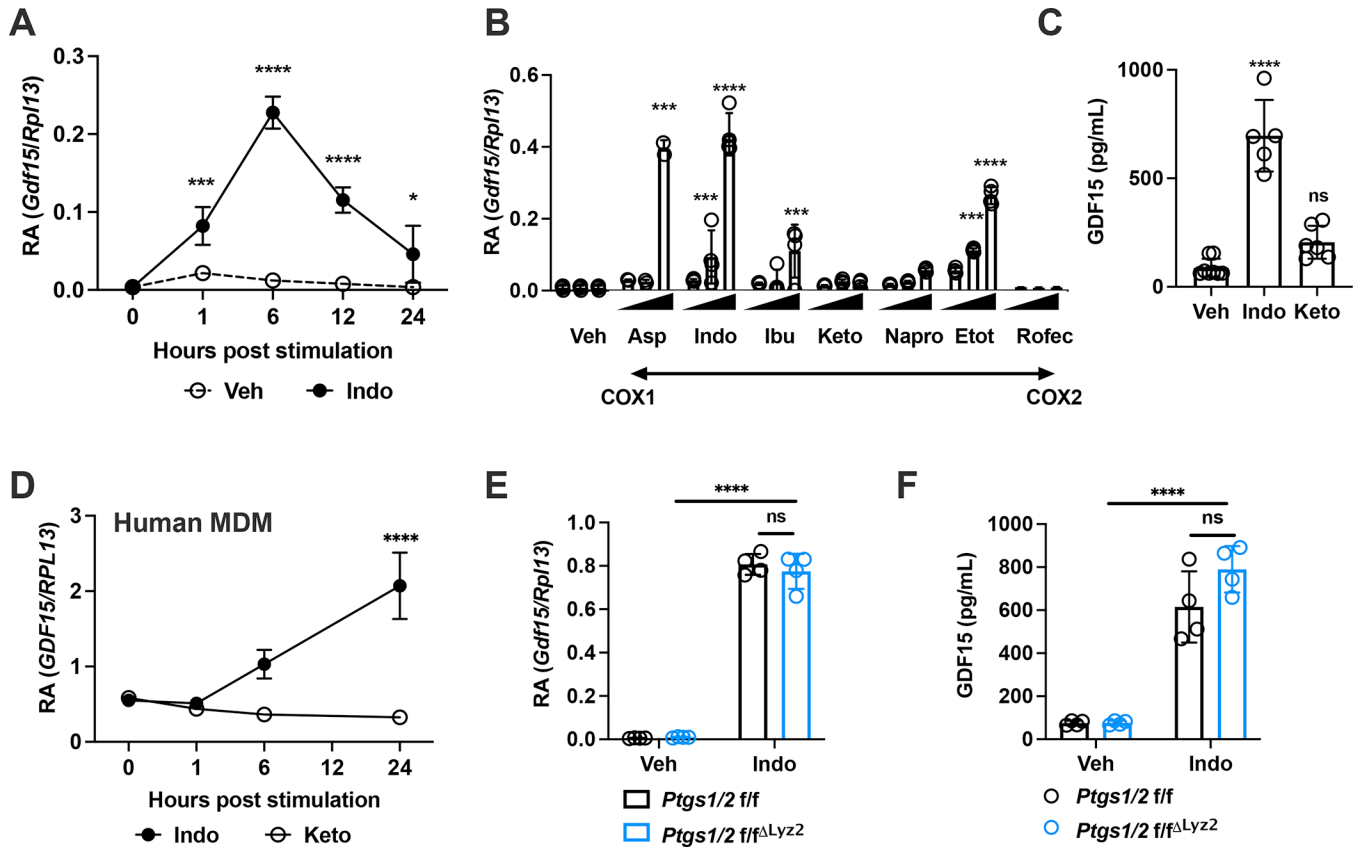 A
RA (Gdf15/Rpl13)
0.3
0.2
0.1
0.0
***
****
****
*
0 1 6 12 24
Hours post stimulation
Veh Indo
B
RA (Gdf15/Rpl13)
0.6
0.4
0.2
0.0
***
***
****
***
***
****
Veh Asp Indo Ibu Keto Napro Etot Rofec
COX1 COX2
C
GDF15 (pg/mL)
1000
500
0
****
ns
Veh Indo Keto
D
Human MDM
RA (GDF15/RPL13)
3
2
1
0
****
0 1 6 12 24
Hours post stimulation
Indo Keto
E
RA (Gdf15/Rpl13)
1.0
0.8
0.6
0.4
0.2
0.0
****
ns
Veh Indo
Ptgs1/2 f/f
Ptgs1/2 f/fΔLyz2
F
GDF15 (pg/mL)
1000
800
600
400
200
0
****
ns
Veh Indo
Ptgs1/2 f/f
Ptgs1/2 f/fΔLyz2